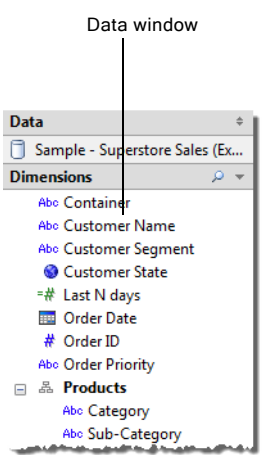 Data window
Data
Sample - Superstore Sales (Ex...
Dimensions
Abc Container
Abc Customer Name
Abc Customer Segment
Customer State
=# Last N days
Order Date
# Order ID
Abc Order Priority
Products
Abc Category
Abc Sub-Category